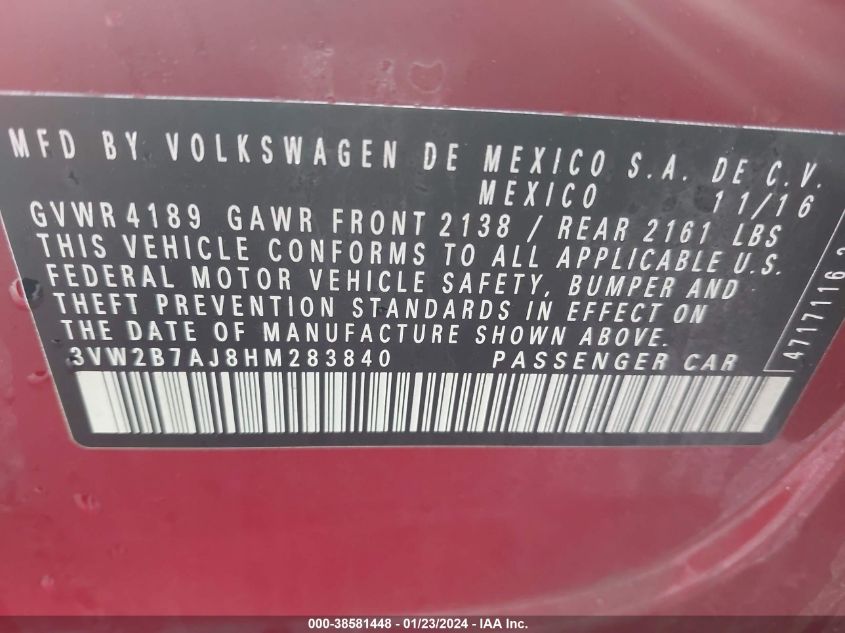 MFD BY VOLKSWAGEN DE MEXICO S.A. DE C.V.
MEXICO 11/16
GVWR 4189 GAWR FRONT 2138 / REAR 2161 LBS
THIS VEHICLE CONFORMS TO ALL APPLICABLE U.S.
FEDERAL MOTOR VEHICLE SAFETY, BUMPER AND
THEFT PREVENTION STANDARDS IN EFFECT ON
THE DATE OF MANUFACTURE SHOWN ABOVE.
3VW2B7AJ8HM283840 PASSENGER CAR
4717116
000-38581448 - 01/23/2024 - IAA Inc.